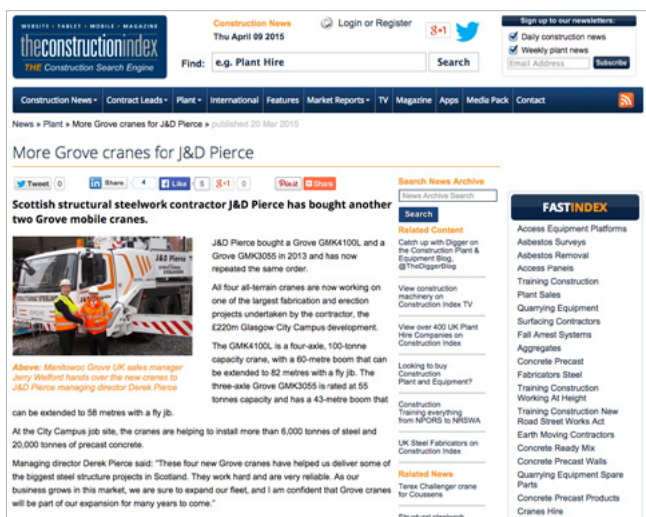 WEBSITE • TABLET • MOBILE • MAGAZINE
theconstructionindex
THE Construction Search Engine
Construction News
Thu April 09 2015
Login or Register
g+1
Find:
e.g. Plant Hire
Search
Sign up to our newsletters:
Daily construction news
Weekly plant news
Email Address
Subscribe
Construction News
Contract Leads
Plant
International
Features
Market Reports
TV
Magazine
Apps
Media Pack
Contact
News » Plant » More Grove cranes for J&D Pierce » published 20 Mar 2015
More Grove cranes for J&D Pierce
Tweet 0
in Share 4
Like 5
g+1 0
Pin it
Share
Scottish structural steelwork contractor J&D Pierce has bought another
two Grove mobile cranes.
J&D Pierce
Above: Manitowoc Grove UK sales manager
Jerry Welford hands over the new cranes to
J&D Pierce managing director Derek Pierce
J&D Pierce bought a Grove GMK4100L and a
Grove GMK3055 in 2013 and has now
repeated the same order.
All four all-terrain cranes are now working on
one of the largest fabrication and erection
projects undertaken by the contractor, the
£220m Glasgow City Campus development.
The GMK4100L is a four-axle, 100-tonne
capacity crane, with a 60-metre boom that can
be extended to 82 metres with a fly jib. The
three-axle Grove GMK3055 is rated at 55
tonnes capacity and has a 43-metre boom that
can be extended to 58 metres with a fly jib.
At the City Campus job site, the cranes are helping to install more than 6,000 tonnes of steel and
20,000 tonnes of precast concrete.
Managing director Derek Pierce said: "These four new Grove cranes have helped us deliver some of
the biggest steel structure projects in Scotland. They work hard and are very reliable. As our
business grows in this market, we are sure to expand our fleet, and I am confident that Grove cranes
will be part of our expansion for many years to come."
Search News Archive
News Archive Search
Search
Related Content
Catch up with Digger on
the Construction Plant &
Equipment Blog,
@TheDiggerBlog
View construction
machinery on
Construction Index TV
View over 400 UK Plant
Hire Companies on
Construction Index
Looking to buy
Construction
Plant and Equipment?
Construction
Training everything
from NPORS to NRSWA
UK Steel Fabricators on
Construction Index
Related News
Terex Challenger crane
for Coussens
Structural steelwork
FASTINDEX
Access Equipment Platforms
Asbestos Surveys
Asbestos Removal
Access Panels
Training Construction
Plant Sales
Quarrying Equipment
Surfacing Contractors
Fall Arrest Systems
Aggregates
Concrete Precast
Fabricators Steel
Training Construction
Working At Height
Training Construction New
Road Street Works Act
Earth Moving Contractors
Concrete Ready Mix
Concrete Precast Walls
Quarrying Equipment Spare
Parts
Concrete Precast Products
Cranes Hire